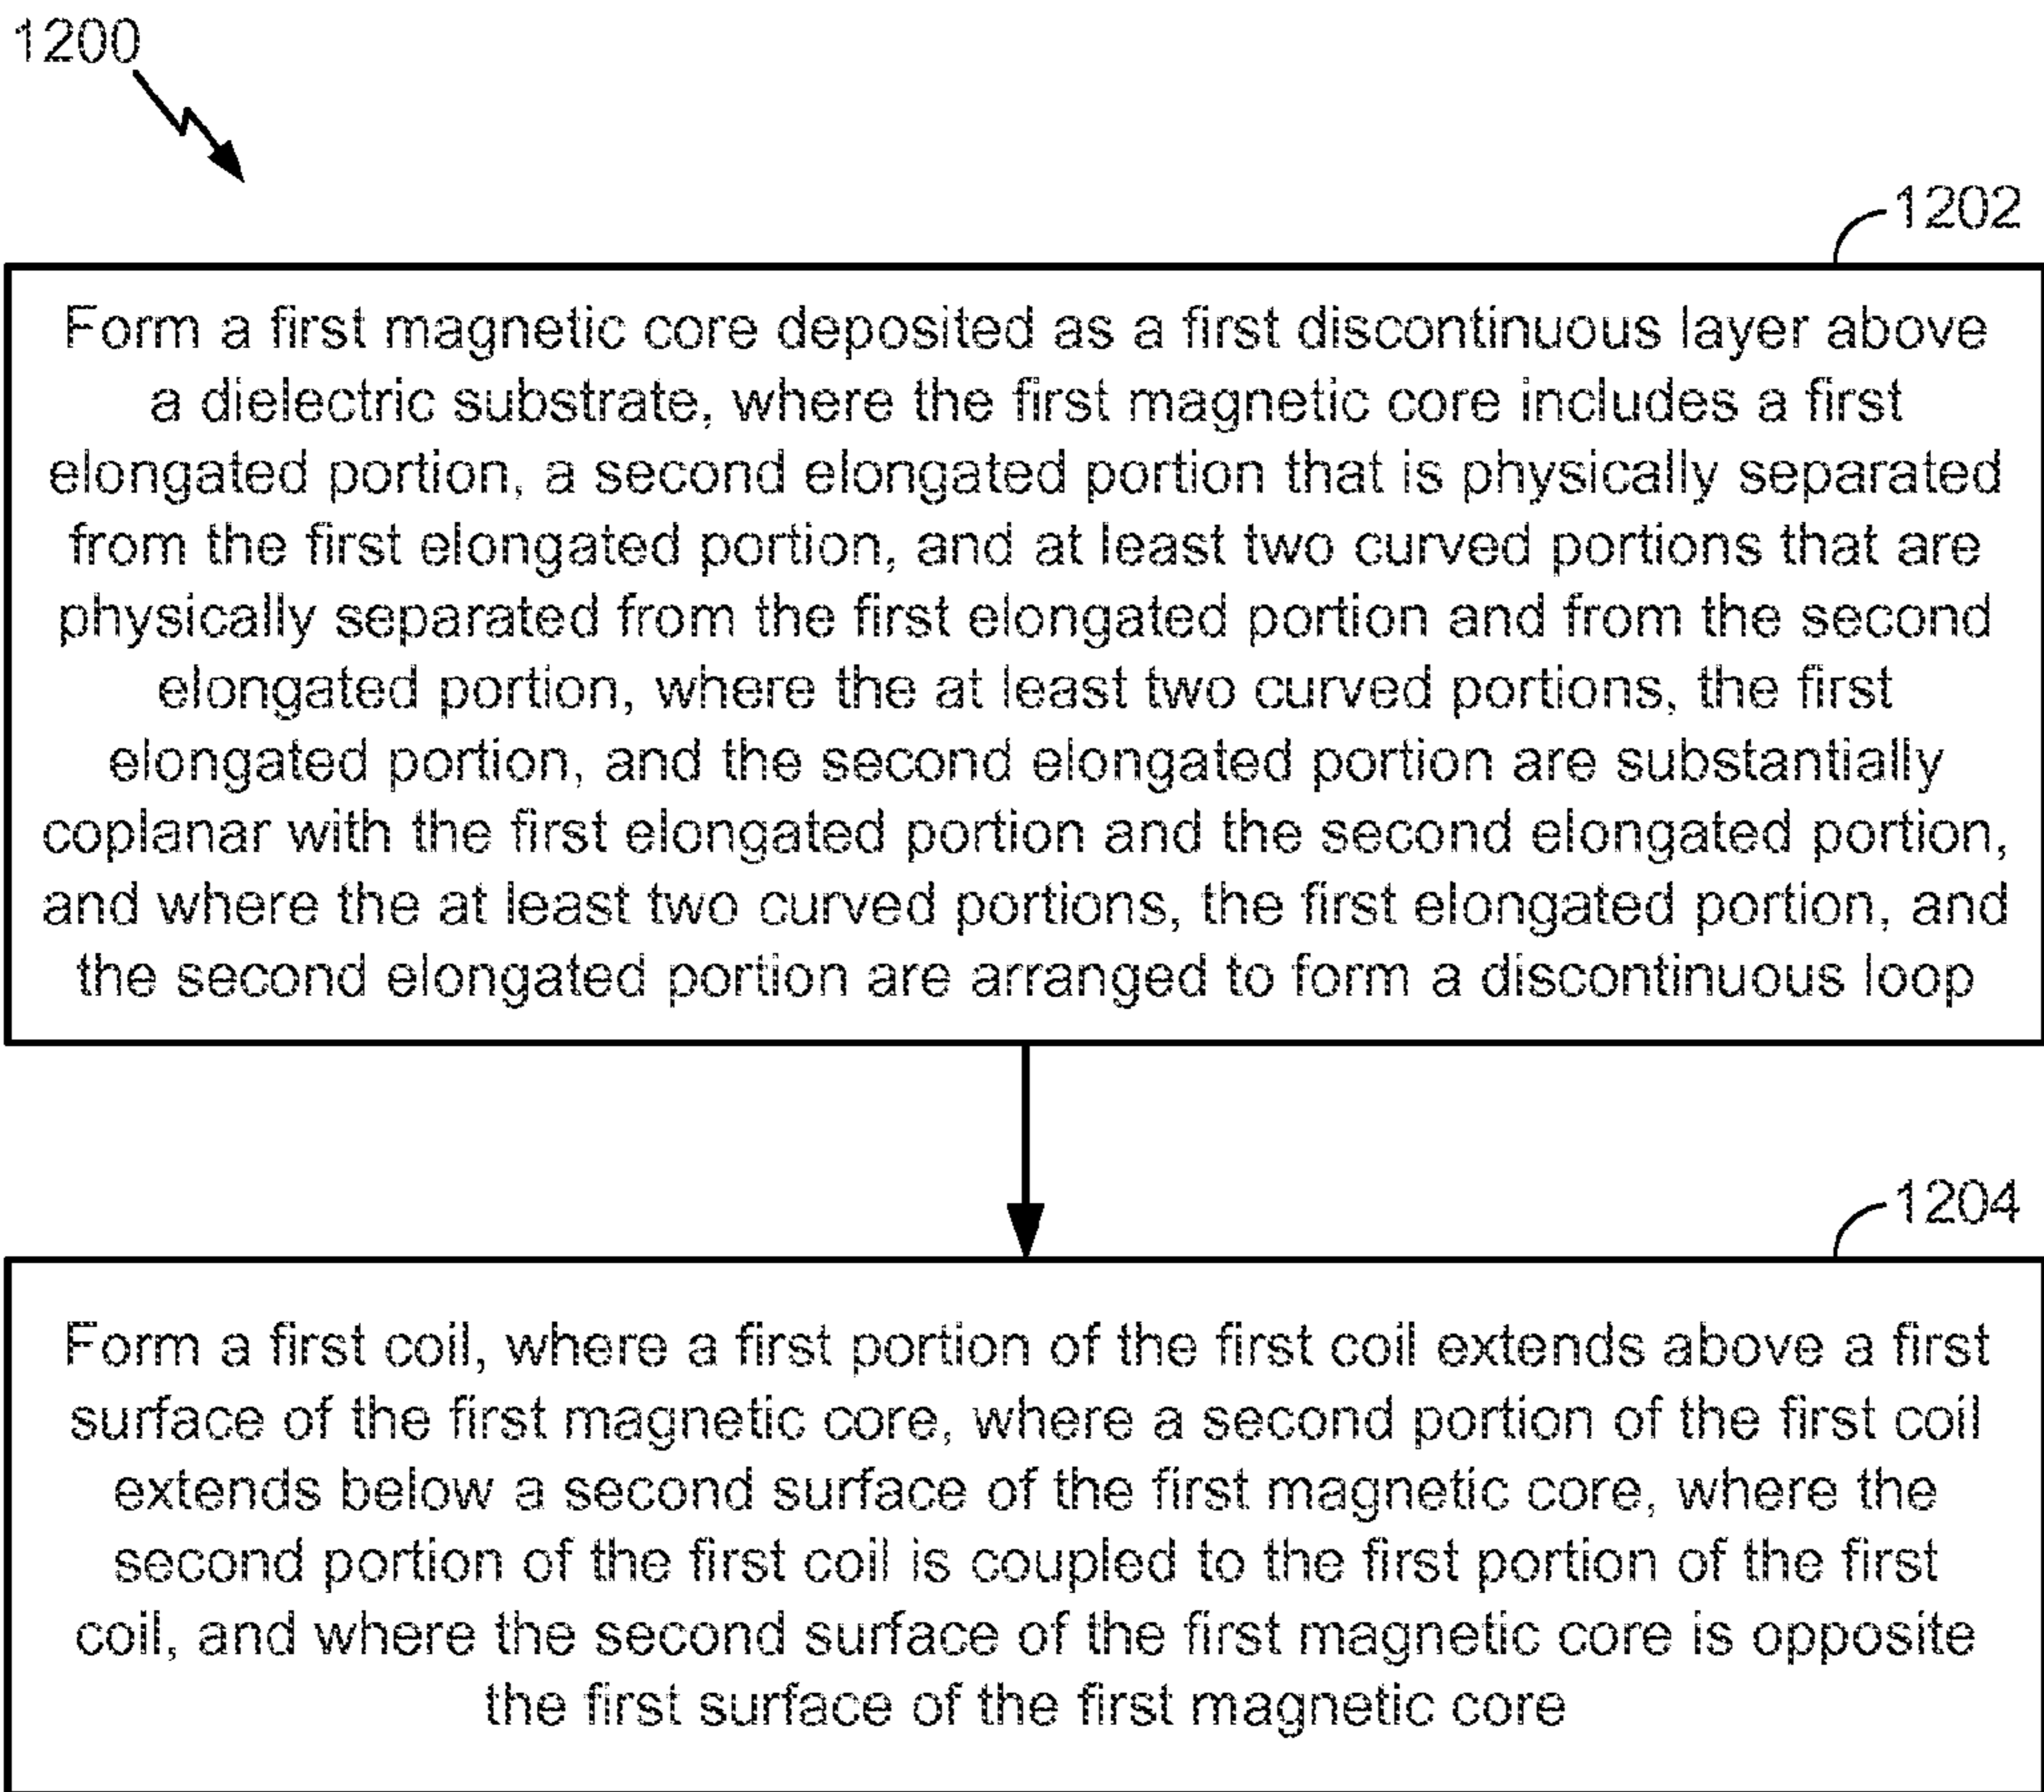 1200
1202
Form a first magnetic core deposited as a first discontinuous layer above
a dielectric substrate, where the first magnetic core includes a first
elongated portion, a second elongated portion that is physically separated
from the first elongated portion, and at least two curved portions that are
physically separated from the first elongated portion and from the second
elongated portion, where the at least two curved portions, the first
elongated portion, and the second elongated portion are substantially
coplanar with the first elongated portion and the second elongated portion,
and where the at least two curved portions, the first elongated portion, and
the second elongated portion are arranged to form a discontinuous loop
1204
Form a first coil, where a first portion of the first coil extends above a first
surface of the first magnetic core, where a second portion of the first coil
extends below a second surface of the first magnetic core, where the
second portion of the first coil is coupled to the first portion of the first
coil, and where the second surface of the first magnetic core is opposite
the first surface of the first magnetic core